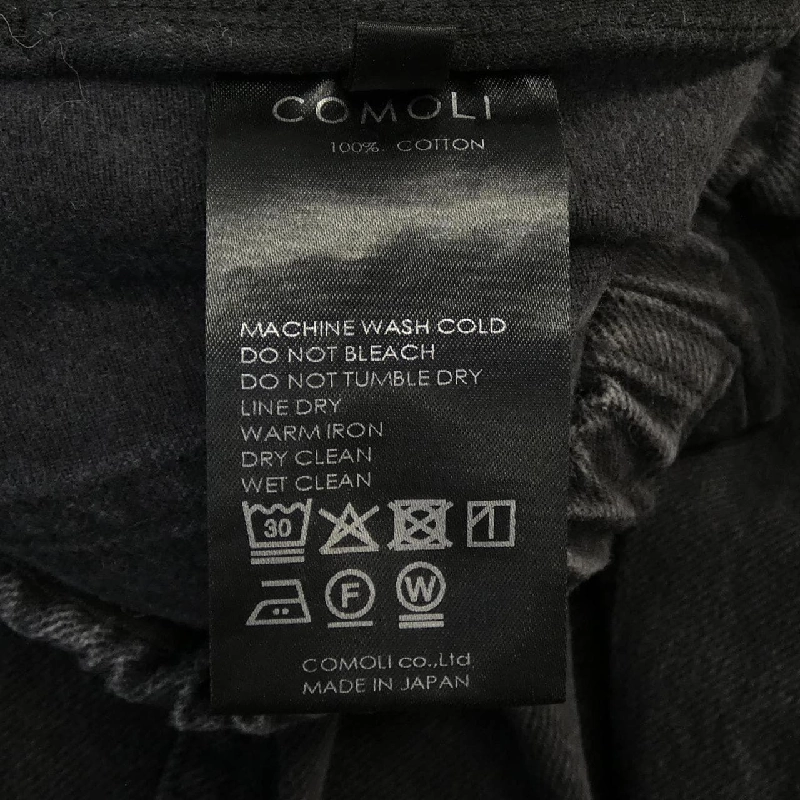 COMOLI
100% COTTON
MACHINE WASH COLD
DO NOT BLEACH
DO NOT TUMBLE DRY
LINE DRY
WARM IRON
DRY CLEAN
WET CLEAN
30
F W
COMOLI co.,Ltd
MADE IN JAPAN